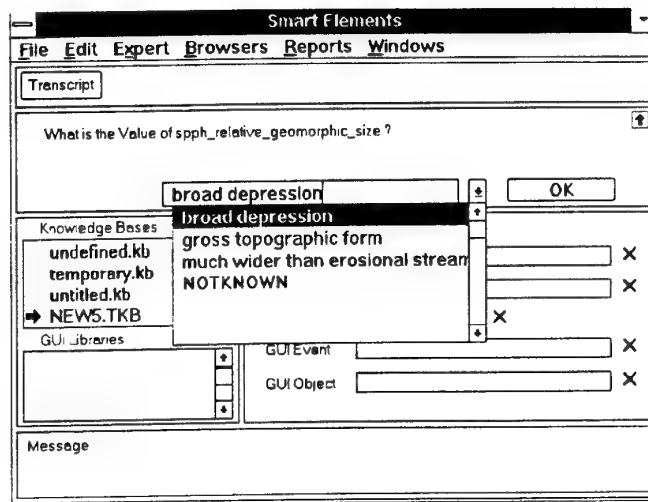 Smart Elements
File Edit Expert Browsers Reports Windows
Transcript
What is the Value of spph_relative_geomorphic_size ?
broad depression
OK
broad depression
gross topographic form
much wider than erosional stream
NOTKNOWN
Knowledge Bases
undefined.kb
temporary.kb
untitled.kb
NEW5.TKB
GUI Libraries
GUI Event
GUI Object
Message